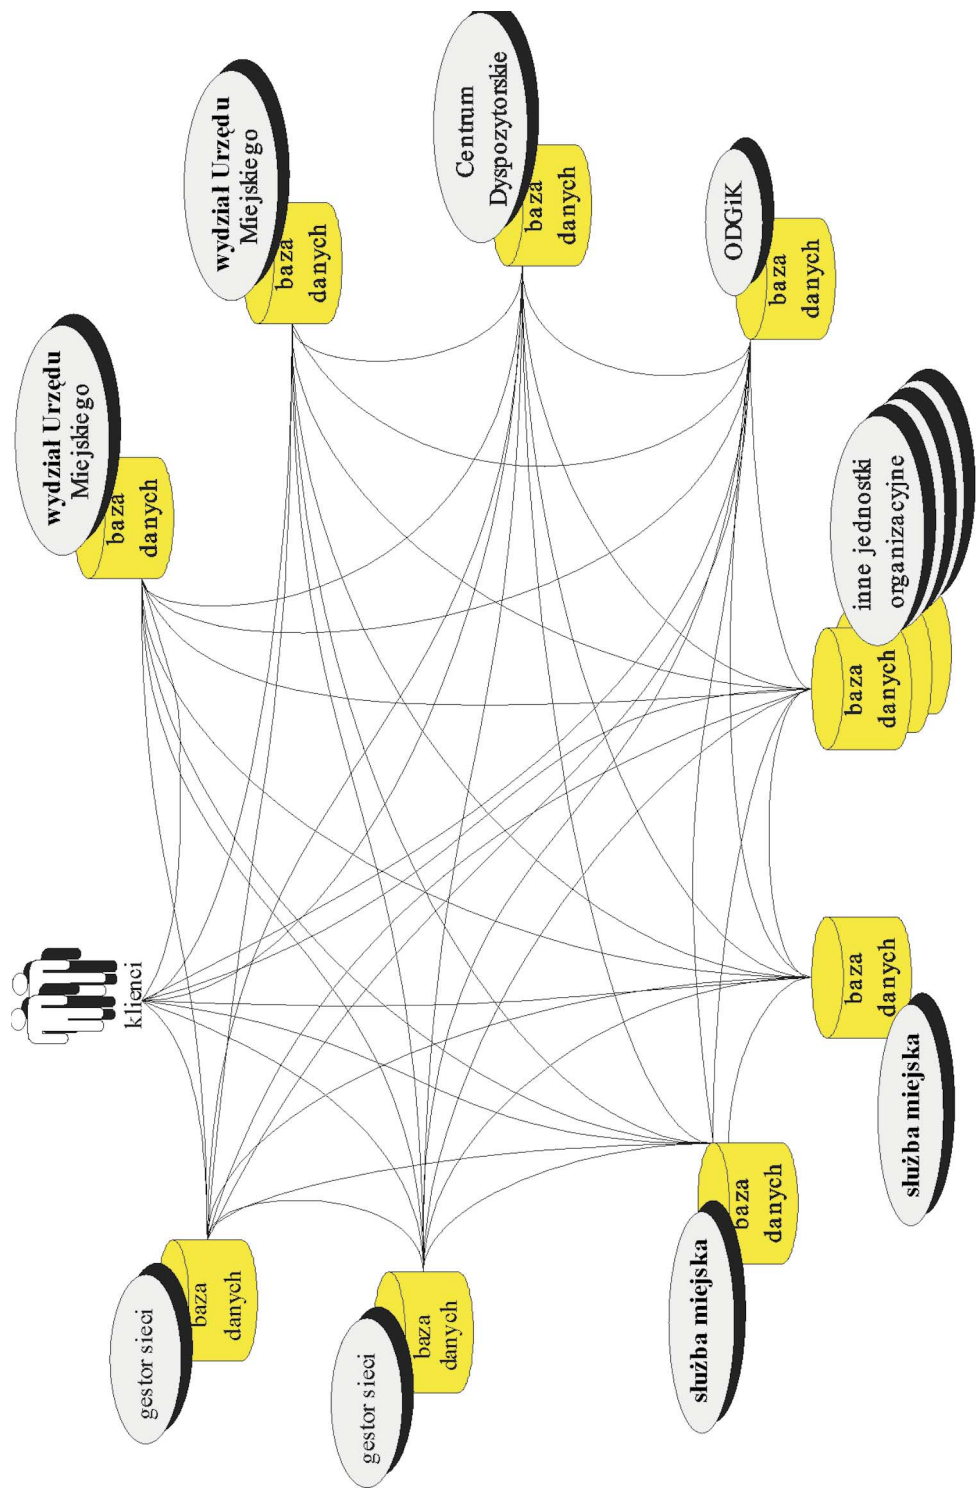 klienci
gestor sieci
baza
danych
gestor sieci
baza
danych
służba miejska
baza
danych
służba miejska
baza
danych
inne jednostki
organizacyjne
baza
danych
ODGiK
baza
danych
Centrum
Dyspozytorskie
baza
danych
wydział Urzędu
Miejskiego
baza
danych
wydział Urzędu
Miejskiego
baza
danych